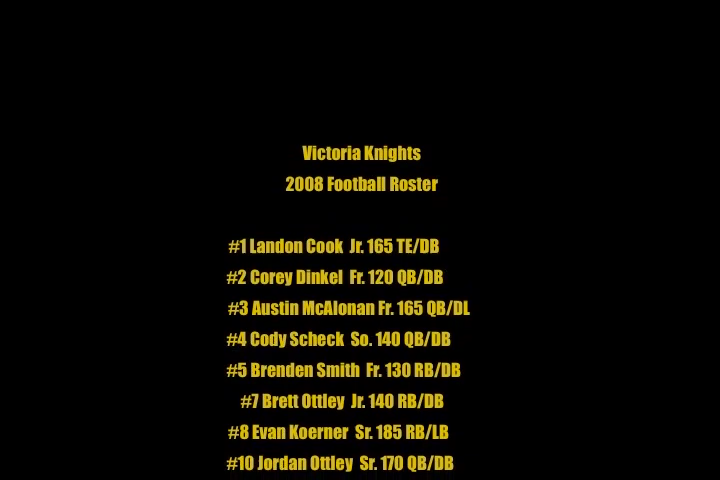 Victoria Knights
2008 Football Roster
#1 Landon Cook Jr. 165 TE/DB
#2 Corey Dinkel Fr. 120 QB/DB
#3 Austin McAlonan Fr. 165 QB/DL
#4 Cody Scheck So. 140 QB/DB
#5 Brenden Smith Fr. 130 RB/DB
#7 Brett Ottley Jr. 140 RB/DB
#8 Evan Koerner Sr. 185 RB/LB
#10 Jordan Ottley Sr. 170 QB/DB